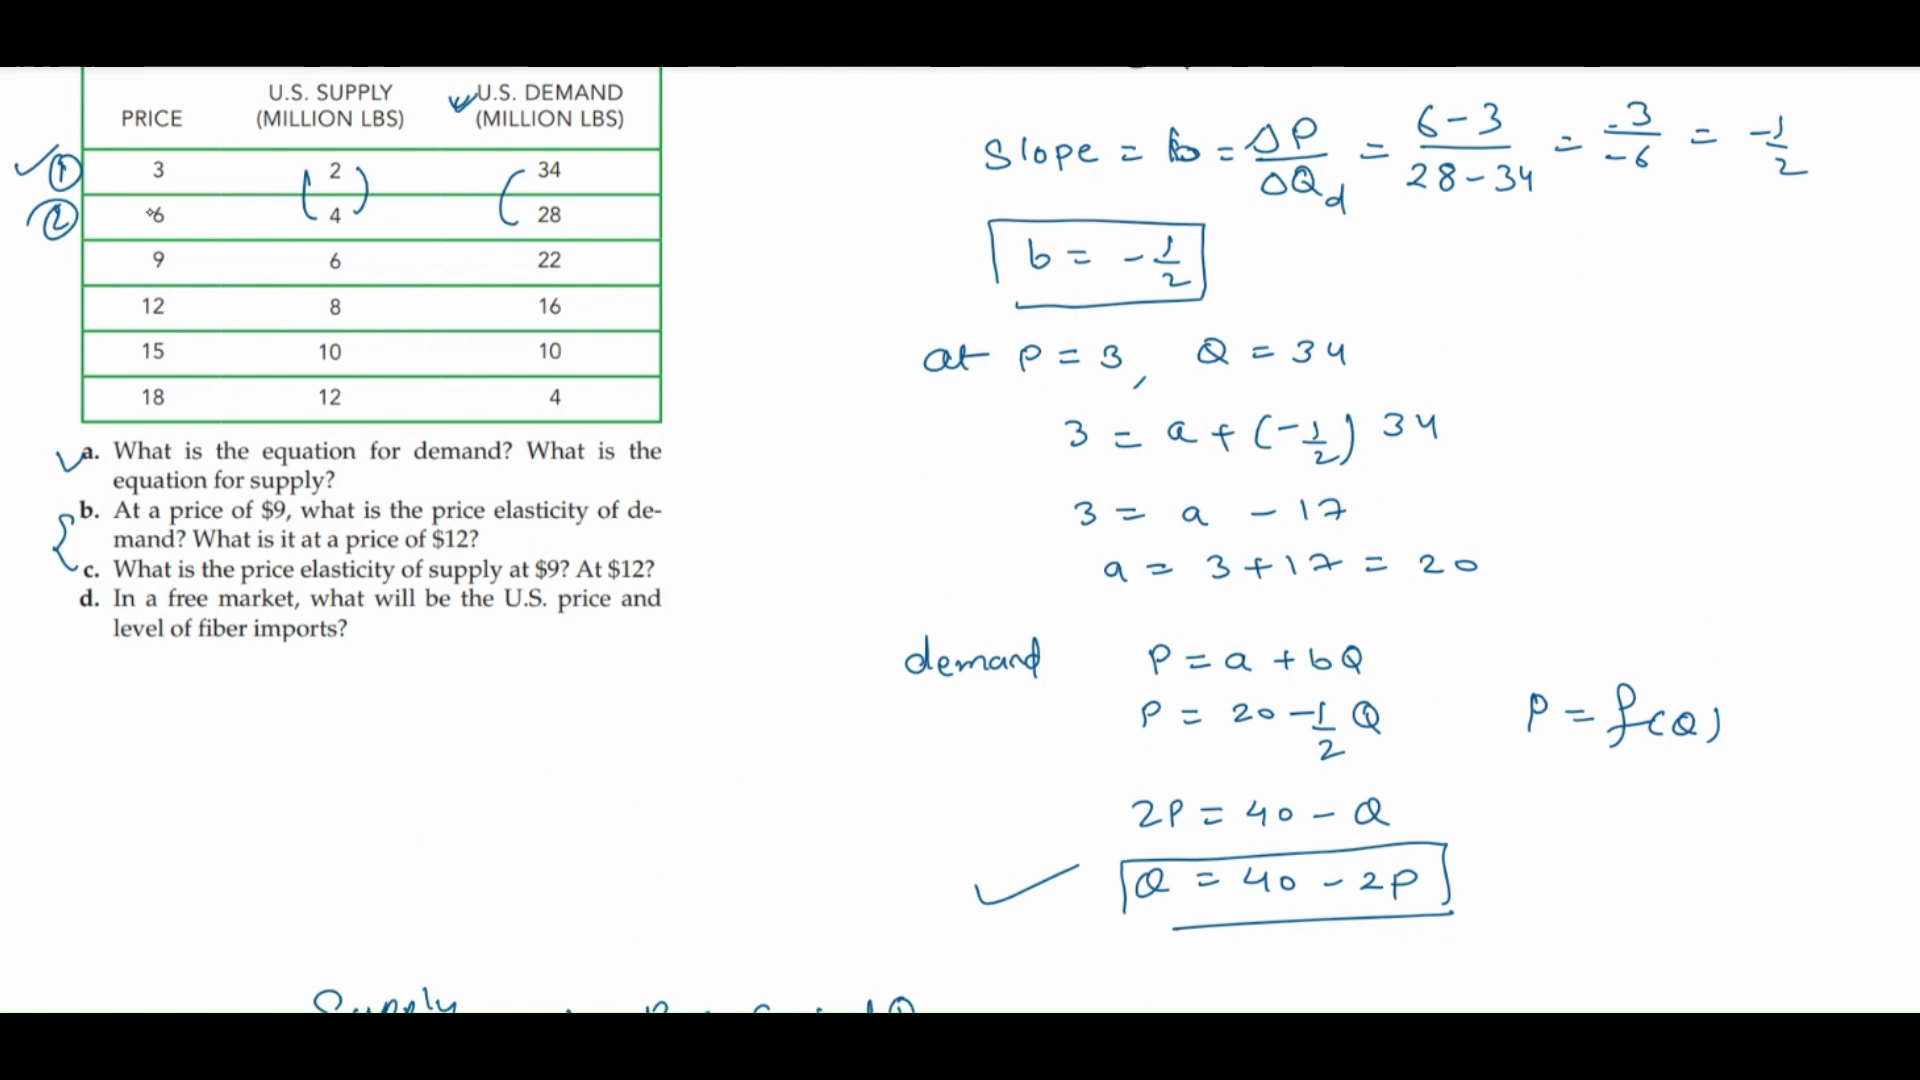 PRICE U.S. SUPPLY (MILLION LBS) U.S. DEMAND (MILLION LBS)
① 3 2 34
② 6 4 28
9 6 22
12 8 16
15 10 10
18 12 4
a. What is the equation for demand? What is the
equation for supply?
b. At a price of $9, what is the price elasticity of de-
mand? What is it at a price of $12?
c. What is the price elasticity of supply at $9? At $12?
d. In a free market, what will be the U.S. price and
level of fiber imports?
Slope = b = ΔP/ΔQd = 6-3/28-34 = -3/-6 = -1/2
b = -1/2
at P = 3, Q = 34
3 = a + (-1/2) 34
3 = a - 17
a = 3+17 = 20
demand P = a + bQ
P = 20 -1/2 Q P = f(Q)
2P = 40 - Q
Q = 40 - 2P
Supply